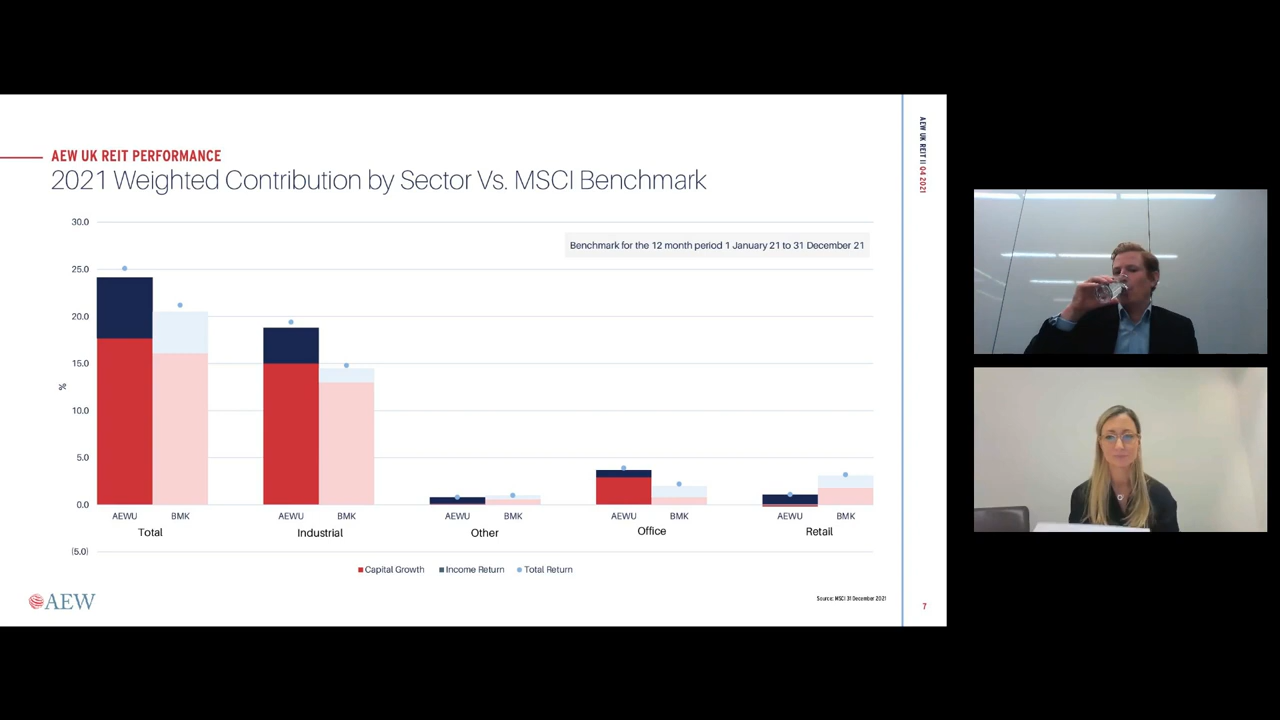 AEW UK REIT PERFORMANCE
2021 Weighted Contribution by Sector Vs. MSCI Benchmark
AEW UK REIT || Q4 2021
Benchmark for the 12 month period 1 January 21 to 31 December 21
30.0
25.0
20.0
15.0
%
10.0
5.0
0.0
(5.0)
AEWU BMK AEWU BMK AEWU BMK AEWU BMK AEWU BMK
Total Industrial Other Office Retail
Capital Growth Income Return Total Return
AEW
Source: MSCI 31 December 2021
7